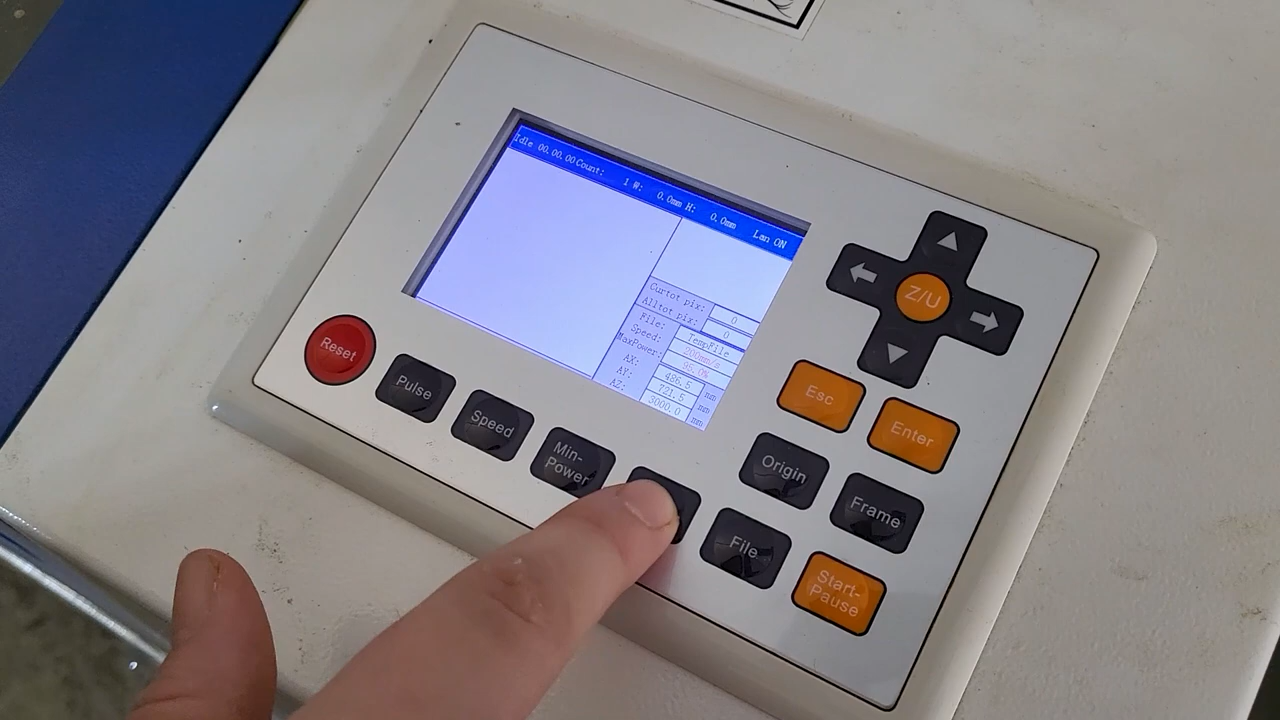 Idle 00.00.00 Count: 1 W: 0.0mm H: 0.0mm Lan ON
Curtot pix: 0
Alltot pix: 0
File: TempFile
Speed: 200mm/s
MaxPower: 95.0%
AX: 486.5 mm
AY: 721.5 mm
AZ: 3000.0 mm
Z/U
Reset
Pulse
Speed
Min-
Power
Esc
Enter
Origin
Frame
File
Start-
Pause